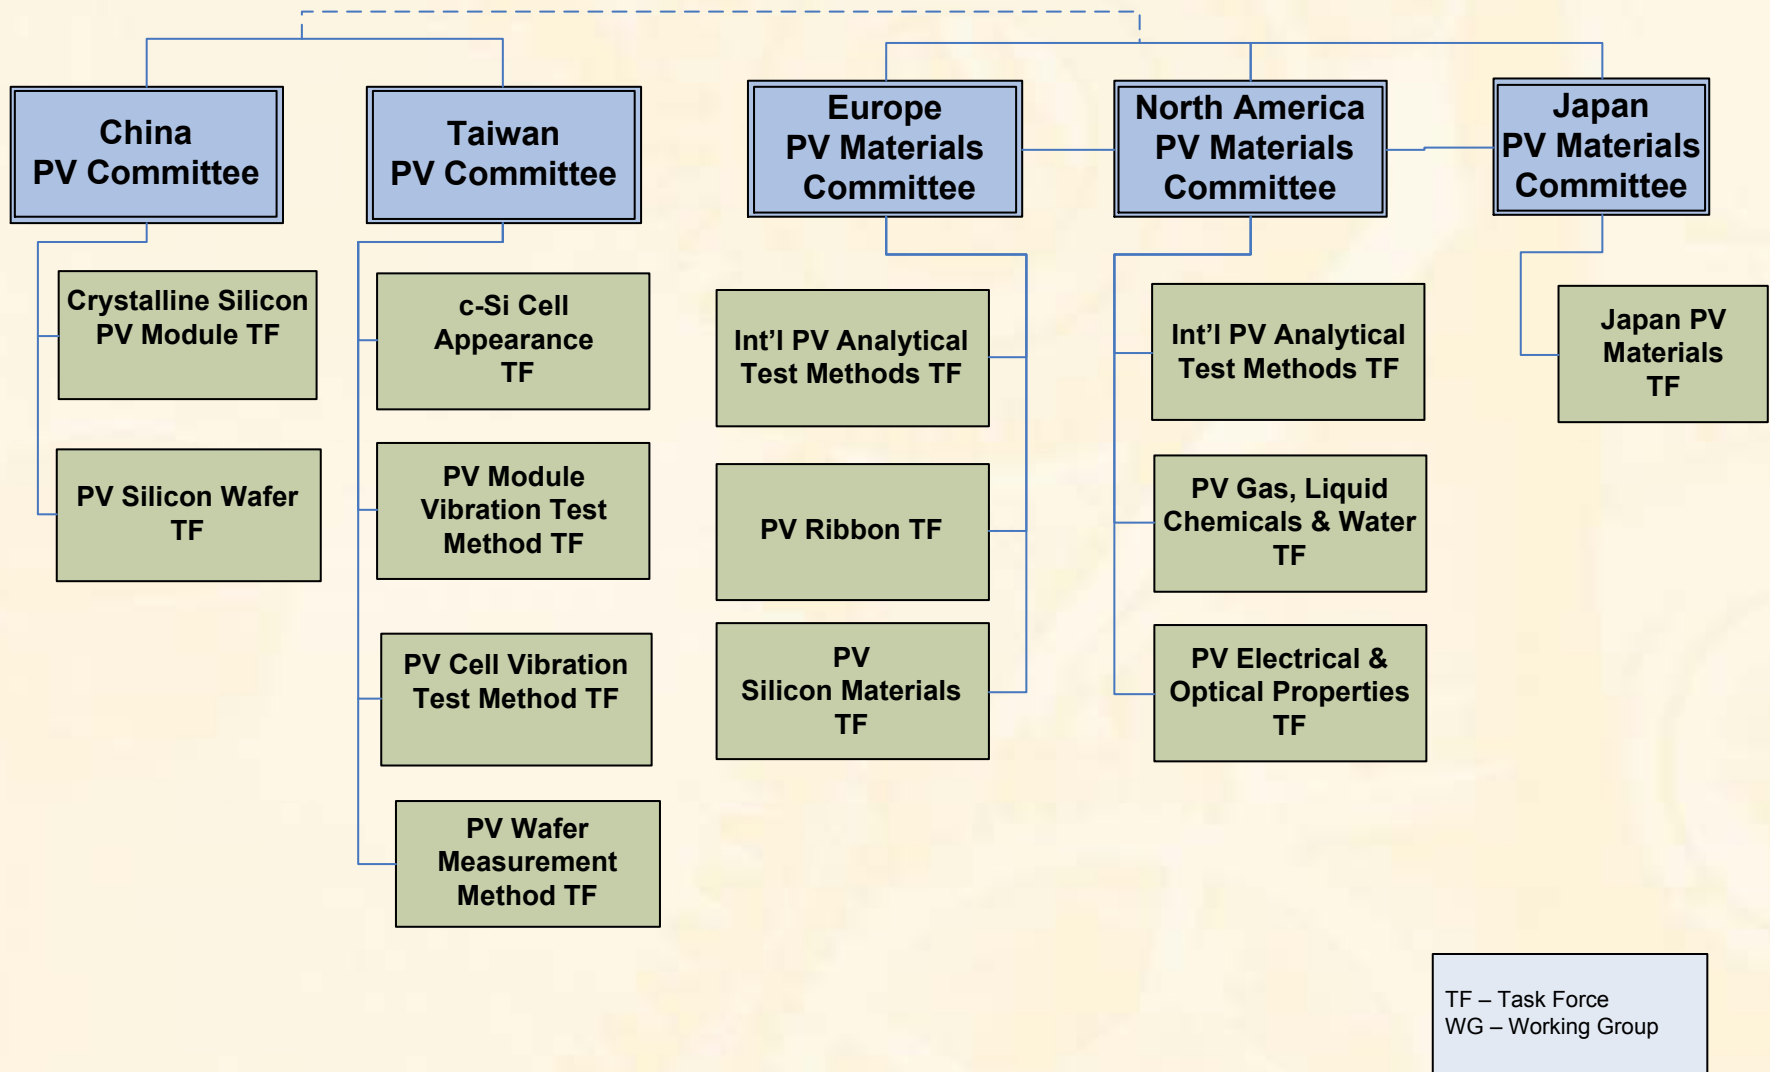 China
PV Committee
Taiwan
PV Committee
Europe
PV Materials
Committee
North America
PV Materials
Committee
Japan
PV Materials
Committee
Crystalline Silicon
PV Module TF
PV Silicon Wafer
TF
c-Si Cell
Appearance
TF
PV Module
Vibration Test
Method TF
PV Cell Vibration
Test Method TF
PV Wafer
Measurement
Method TF
Int’l PV Analytical
Test Methods TF
PV Ribbon TF
PV
Silicon Materials
TF
Int’l PV Analytical
Test Methods TF
PV Gas, Liquid
Chemicals & Water
TF
PV Electrical &
Optical Properties
TF
Japan PV
Materials
TF
TF – Task Force
WG – Working Group